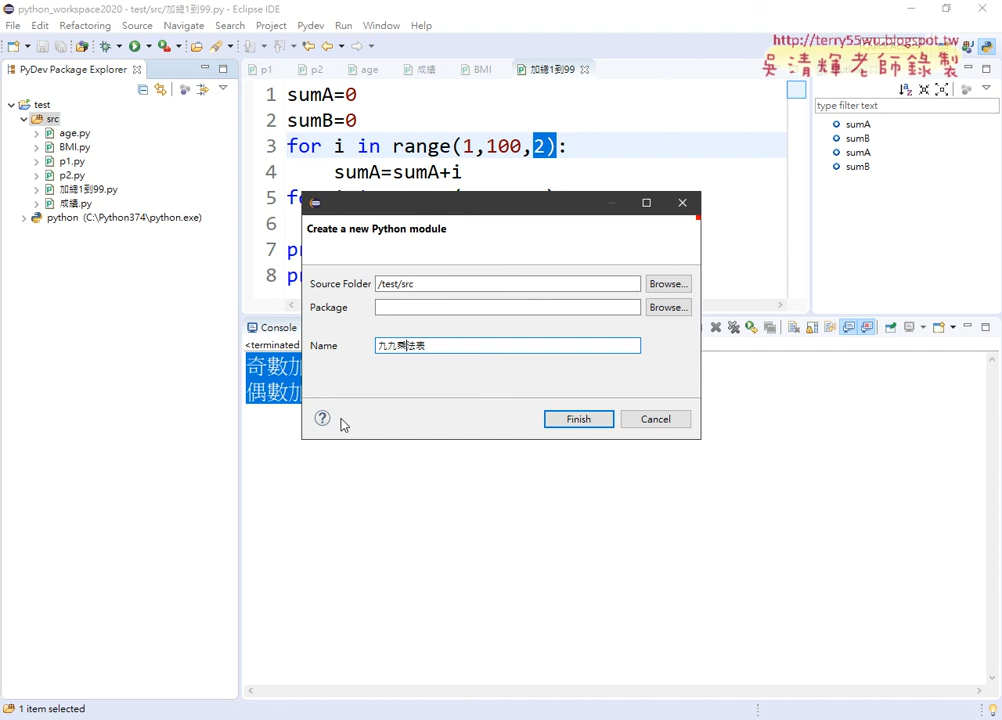 python_workspace2020 - test/src/加總1到99.py - Eclipse IDE
File Edit Refactoring Source Navigate Search Project Pydev Run Window Help
http://terry55wu.blogspot.tw
吳清輝老師錄製
PyDev Package Explorer
p1 p2 age 成績 BMI 加總1到99
type filter text
test
src
age.py
BMI.py
p1.py
p2.py
加總1到99.py
成績.py
python (C:\Python374\python.exe)
1 sumA=0
2 sumB=0
3 for i in range(1,100,2):
4 sumA=sumA+i
5 fo
6
7 pr
8 pr
sumA
sumB
sumA
sumB
Create a new Python module
Source Folder /test/src Browse...
Package Browse...
Name 九九乘法表
Finish Cancel
Console
<terminated
奇數加
偶數加
1 item selected